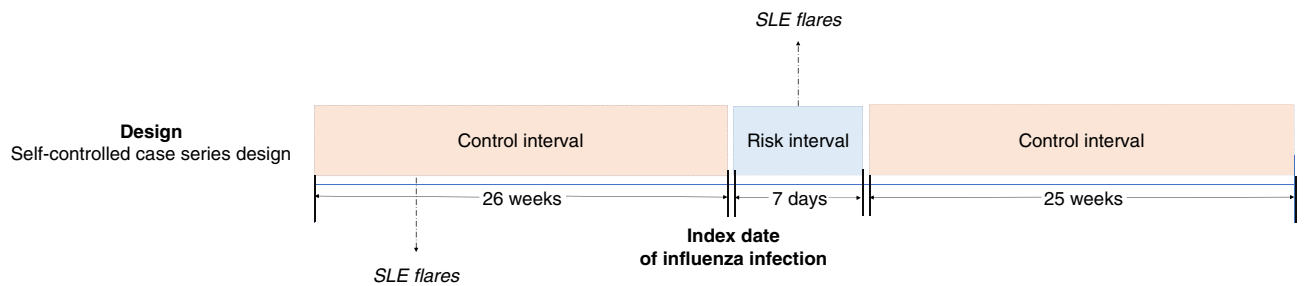 SLE flares
Design
Self-controlled case series design
Control interval
Risk interval
Control interval
26 weeks
7 days
25 weeks
Index date
of influenza infection
SLE flares